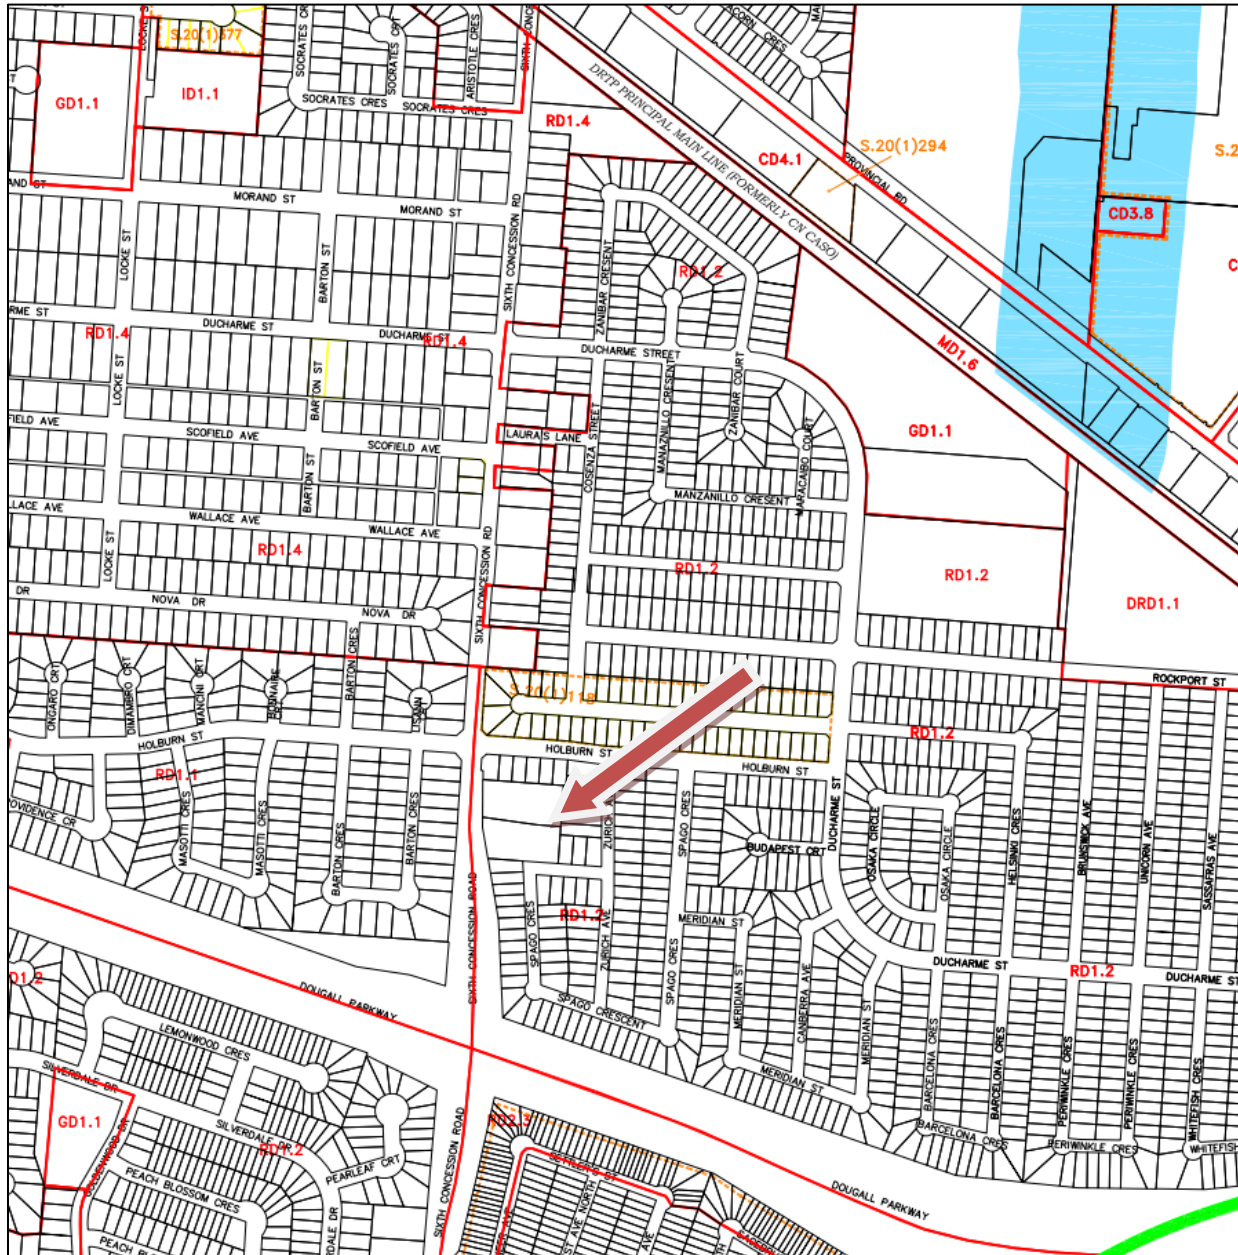 S.20(1)377
GD1.1
ID1.1
SOCRATES CRES
SOCRATES CRT
ARISTOTLE CRES
SOCRATES CRES
SOCRATES CRES
ACORN CRES
RD1.4
DRTP PRINCIPAL MAIN LINE (FORMERLY CN CASO)
CD4.1
S.20(1)294
PROVINCIAL RD
CD3.8
MORAND ST
MORAND ST
LOCKE ST
BARTON ST
SIXTH CONCESSION RD
ZANIBAR CRESENT
RD1.2
DUCHARME ST
DUCHARME ST
RD1.4
RD1.4
DUCHARME STREET
MD1.6
LOCKE ST
BARTON ST
MANAZNILLO CRESENT
ZANIBAR COURT
MARACAIBO COURT
COSENZA STREET
GD1.1
SCOFIELD AVE
SCOFIELD AVE
LAURA'S LANE
BARTON ST
MANZANILLO CRESENT
WALLACE AVE
WALLACE AVE
LOCKE ST
RD1.4
SIXTH CONCESSION RD
RD1.2
RD1.2
DRD1.1
NOVA DR
NOVA DR
BARTON CRES
ROCKPORT ST
ONGARO CRT
DIMAMBRO CRT
MANCINI CRT
S.20(1)118
HOLBURN ST
HOLBURN ST
HOLBURN ST
RD1.2
RD1.1
MASOTTI CRES
MASOTTI CRES
BARTON CRES
BARTON CRES
SPAGO CRES
BUDAPEST CRT
DUCHARME ST
OSAKA CIRCLE
OSAKA CIRCLE
HELSINKI CRES
BRUNSWICK AVE
UNICORN AVE
SASSAFRAS AVE
SIXTH CONCESSION ROAD
SPAGO CRES
RD1.2
ZURICH AVE
SPAGO CRES
MERIDIAN ST
MERIDIAN ST
CANBERRA AVE
MERIDIAN ST
DUCHARME ST
RD1.2
DUCHARME ST
DOUGALL PARKWAY
SPAGO CRESCENT
LEMONWOOD CRES
SILVERDALE DR
MERIDIAN ST
BARCELONA CRES
BARCELONA CRES
PERIWINKLE CRES
PERIWINKLE CRES
WHITEFISH CRES
BARCELONA CRES
PERIWINKLE CRES
WHITEFISH
GD1.1
GOLDENWOOD DR
SILVERDALE DR
RD1.2
PEARLEAF CRT
PEACH BLOSSOM CRES
SIXTH CONCESSION ROAD
RD2.3
SETTLER'S ST
DOUGALL PARKWAY